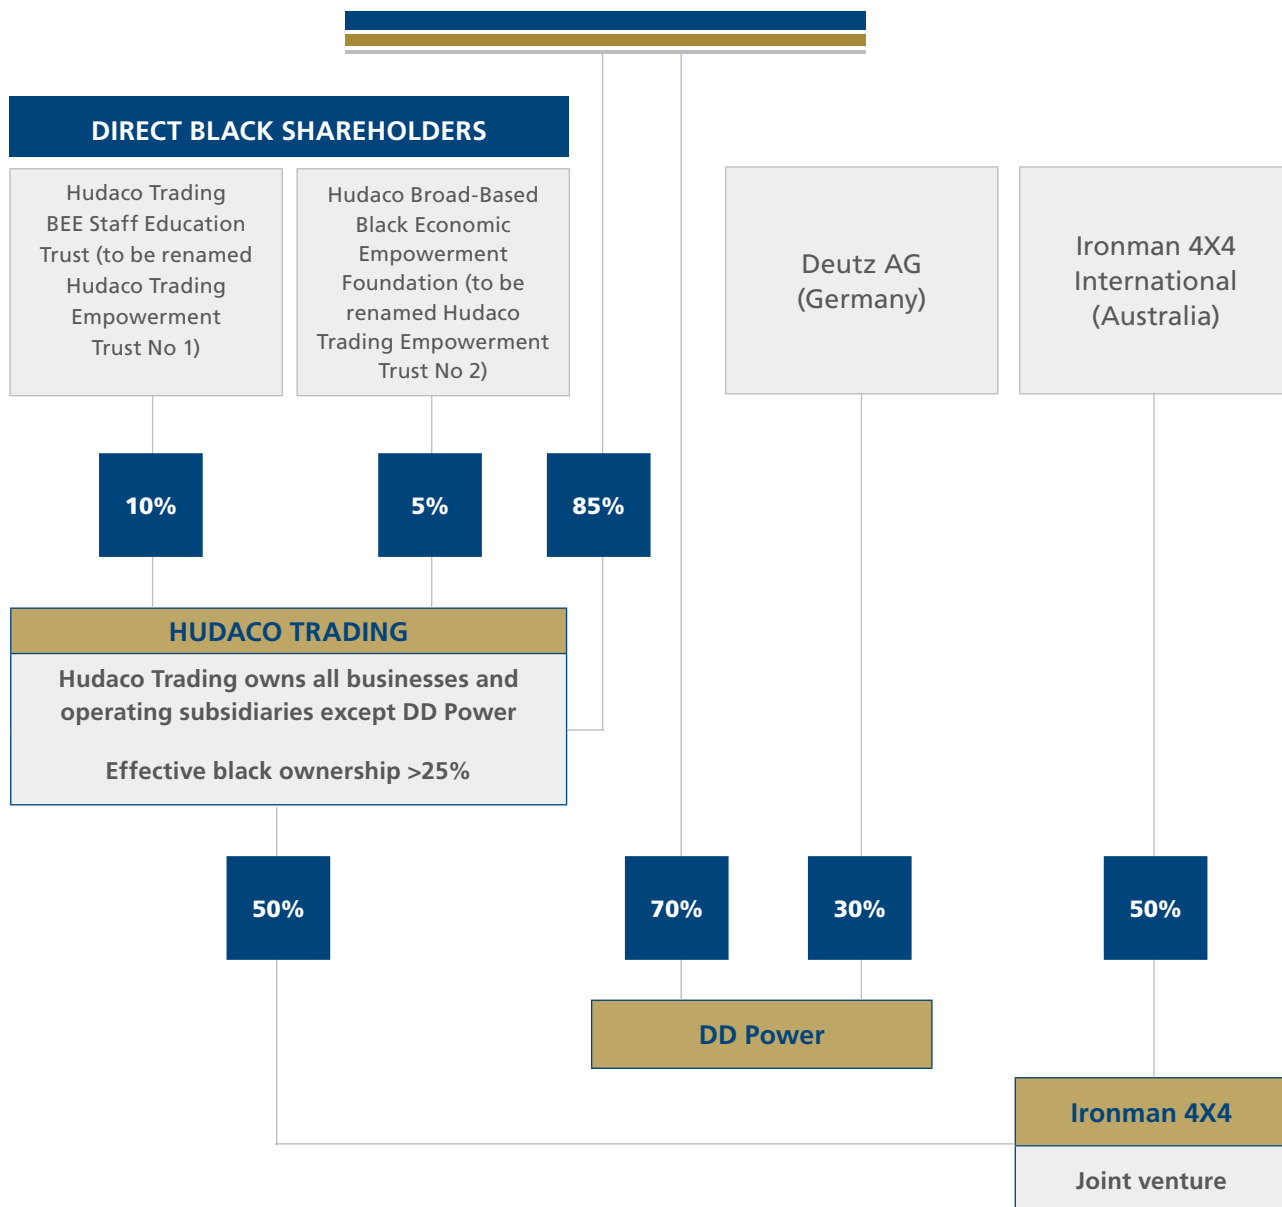 DIRECT BLACK SHAREHOLDERS
Hudaco Trading
BEE Staff Education
Trust (to be renamed
Hudaco Trading
Empowerment
Trust No 1)
Hudaco Broad-Based
Black Economic
Empowerment
Foundation (to be
renamed Hudaco
Trading Empowerment
Trust No 2)
Deutz AG
(Germany)
Ironman 4X4
International
(Australia)
10%
5%
85%
HUDACO TRADING
Hudaco Trading owns all businesses and
operating subsidiaries except DD Power
Effective black ownership >25%
50%
70%
30%
50%
DD Power
Ironman 4X4
Joint venture